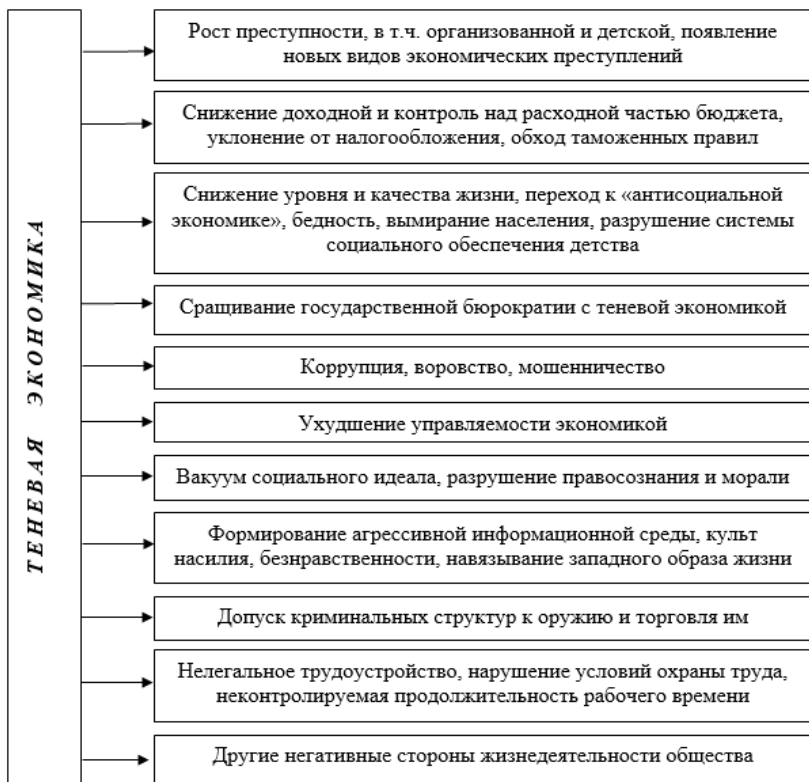 ТЕНЕВАЯ ЭКОНОМИКА
Рост преступности, в т.ч. организованной и детской, появление
новых видов экономических преступлений
Снижение доходной и контроль над расходной частью бюджета,
уклонение от налогообложения, обход таможенных правил
Снижение уровня и качества жизни, переход к «антисоциальной
экономике», бедность, вымирание населения, разрушение системы
социального обеспечения детства
Сращивание государственной бюрократии с теневой экономикой
Коррупция, воровство, мошенничество
Ухудшение управляемости экономикой
Вакуум социального идеала, разрушение правосознания и морали
Формирование агрессивной информационной среды, культ
насилия, безнравственности, навязывание западного образа жизни
Допуск криминальных структур к оружию и торговля им
Нелегальное трудоустройство, нарушение условий охраны труда,
неконтролируемая продолжительность рабочего времени
Другие негативные стороны жизнедеятельности общества